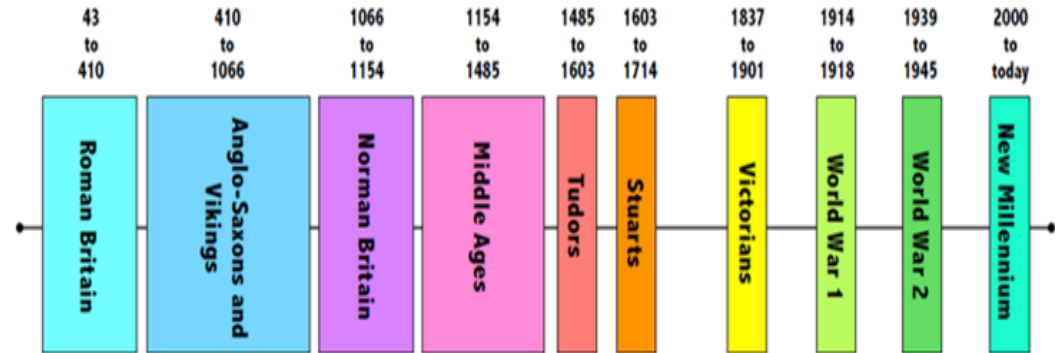 43
to
410
410
to
1066
1066
to
1154
1154
to
1485
1485
to
1603
1603
to
1714
1837
to
1901
1914
to
1918
1939
to
1945
2000
to
today
Roman Britain
Anglo-Saxons and
Vikings
Norman Britain
Middle Ages
Tudors
Stuarts
Victorians
World War 1
World War 2
New Millennium